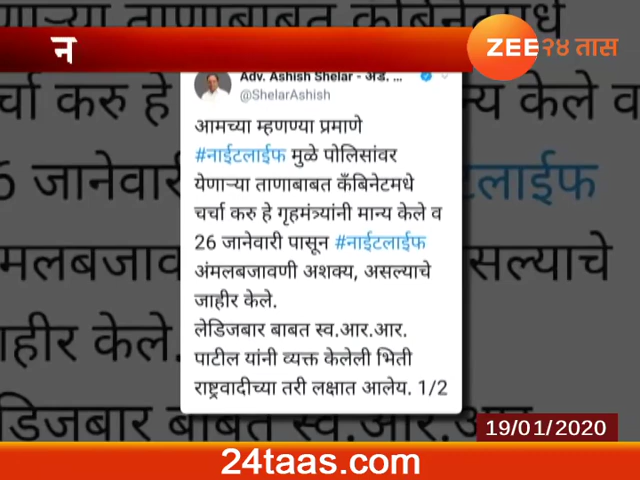 येणाऱ्या ताणाबाबत कॅबिनेटमधे
न
ZEE २४ तास
Adv. Ashish Shelar - अॅड. ...
@ShelarAshish
आमच्या म्हणण्या प्रमाणे
#नाईटलाईफ मुळे पोलिसांवर
येणाऱ्या ताणाबाबत कॅंबिनेटमधे
चर्चा करु हे गृहमंत्र्यांनी मान्य केले व
26 जानेवारी पासून #नाईटलाईफ
अंमलबजावणी अशक्य, असल्याचे
जाहीर केले.
लेडिजबार बाबत स्व.आर.आर.
पाटील यांनी व्यक्त केलेली भिती
राष्ट्रवादीच्या तरी लक्षात आलेय. 1/2
19/01/2020
24taas.com